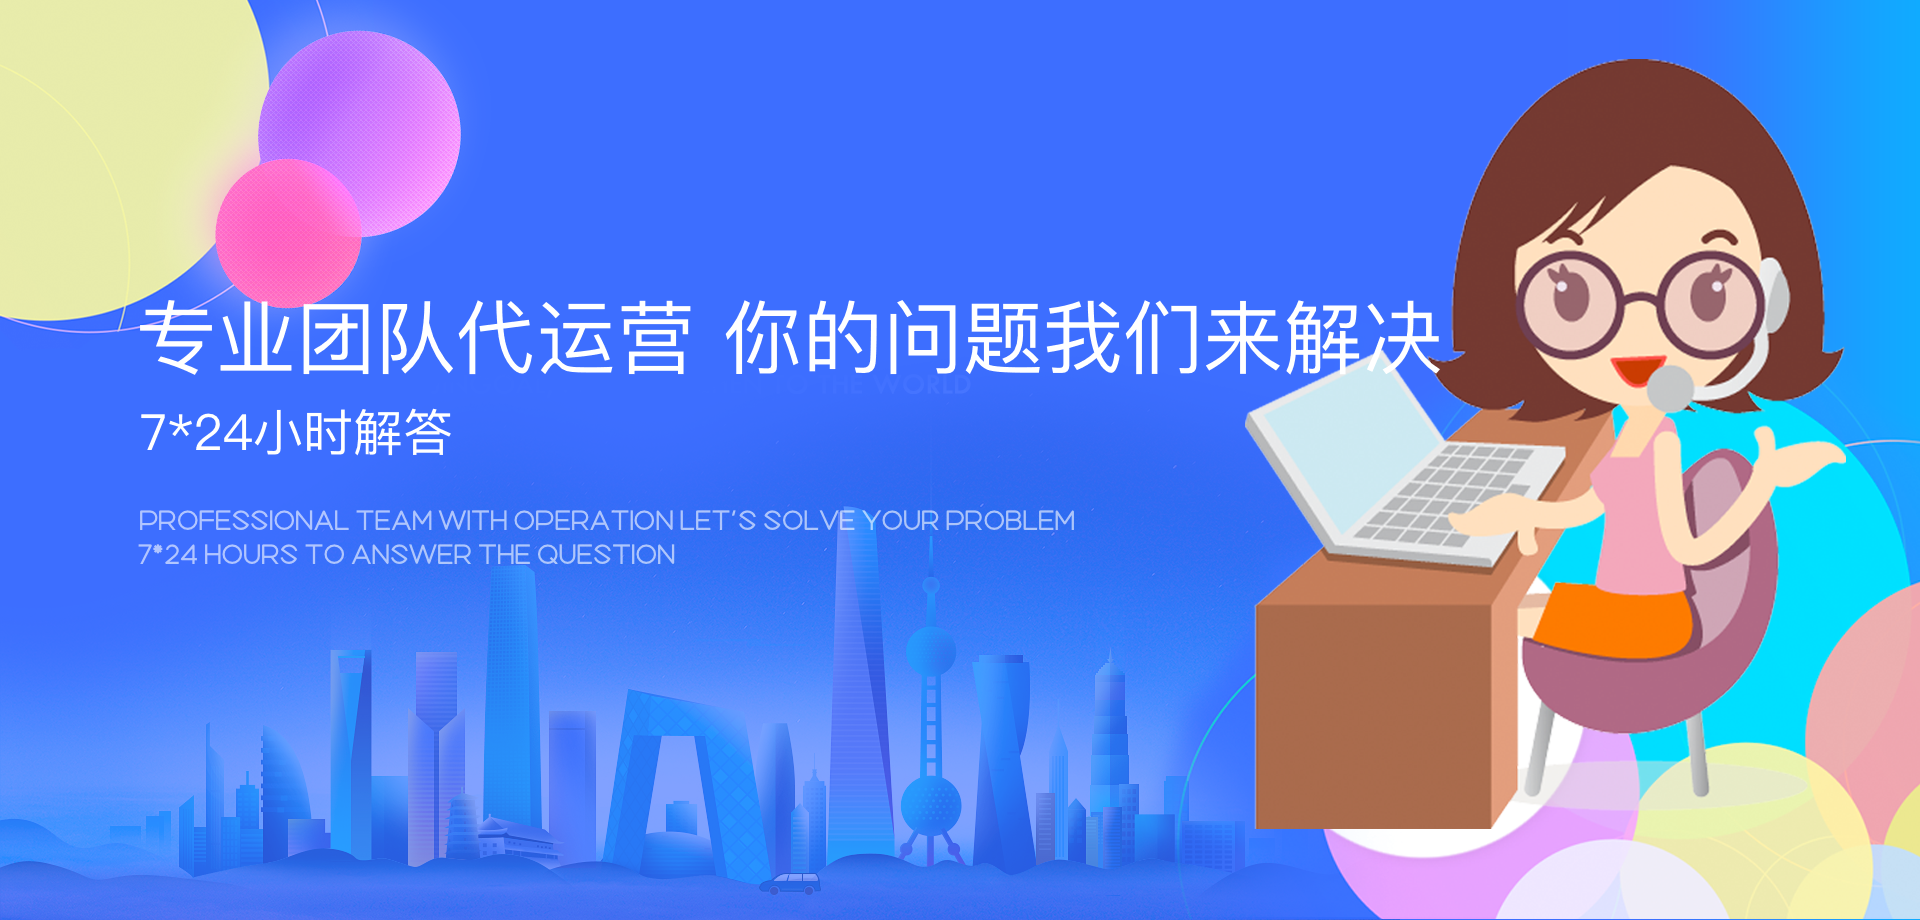 专业团队代运营 你的问题我们来解决
THE WORLD
7*24小时解答
PROFESSIONAL TEAM WITH OPERATION LET'S SOLVE YOUR PROBLEM
7*24 HOURS TO ANSWER THE QUESTION